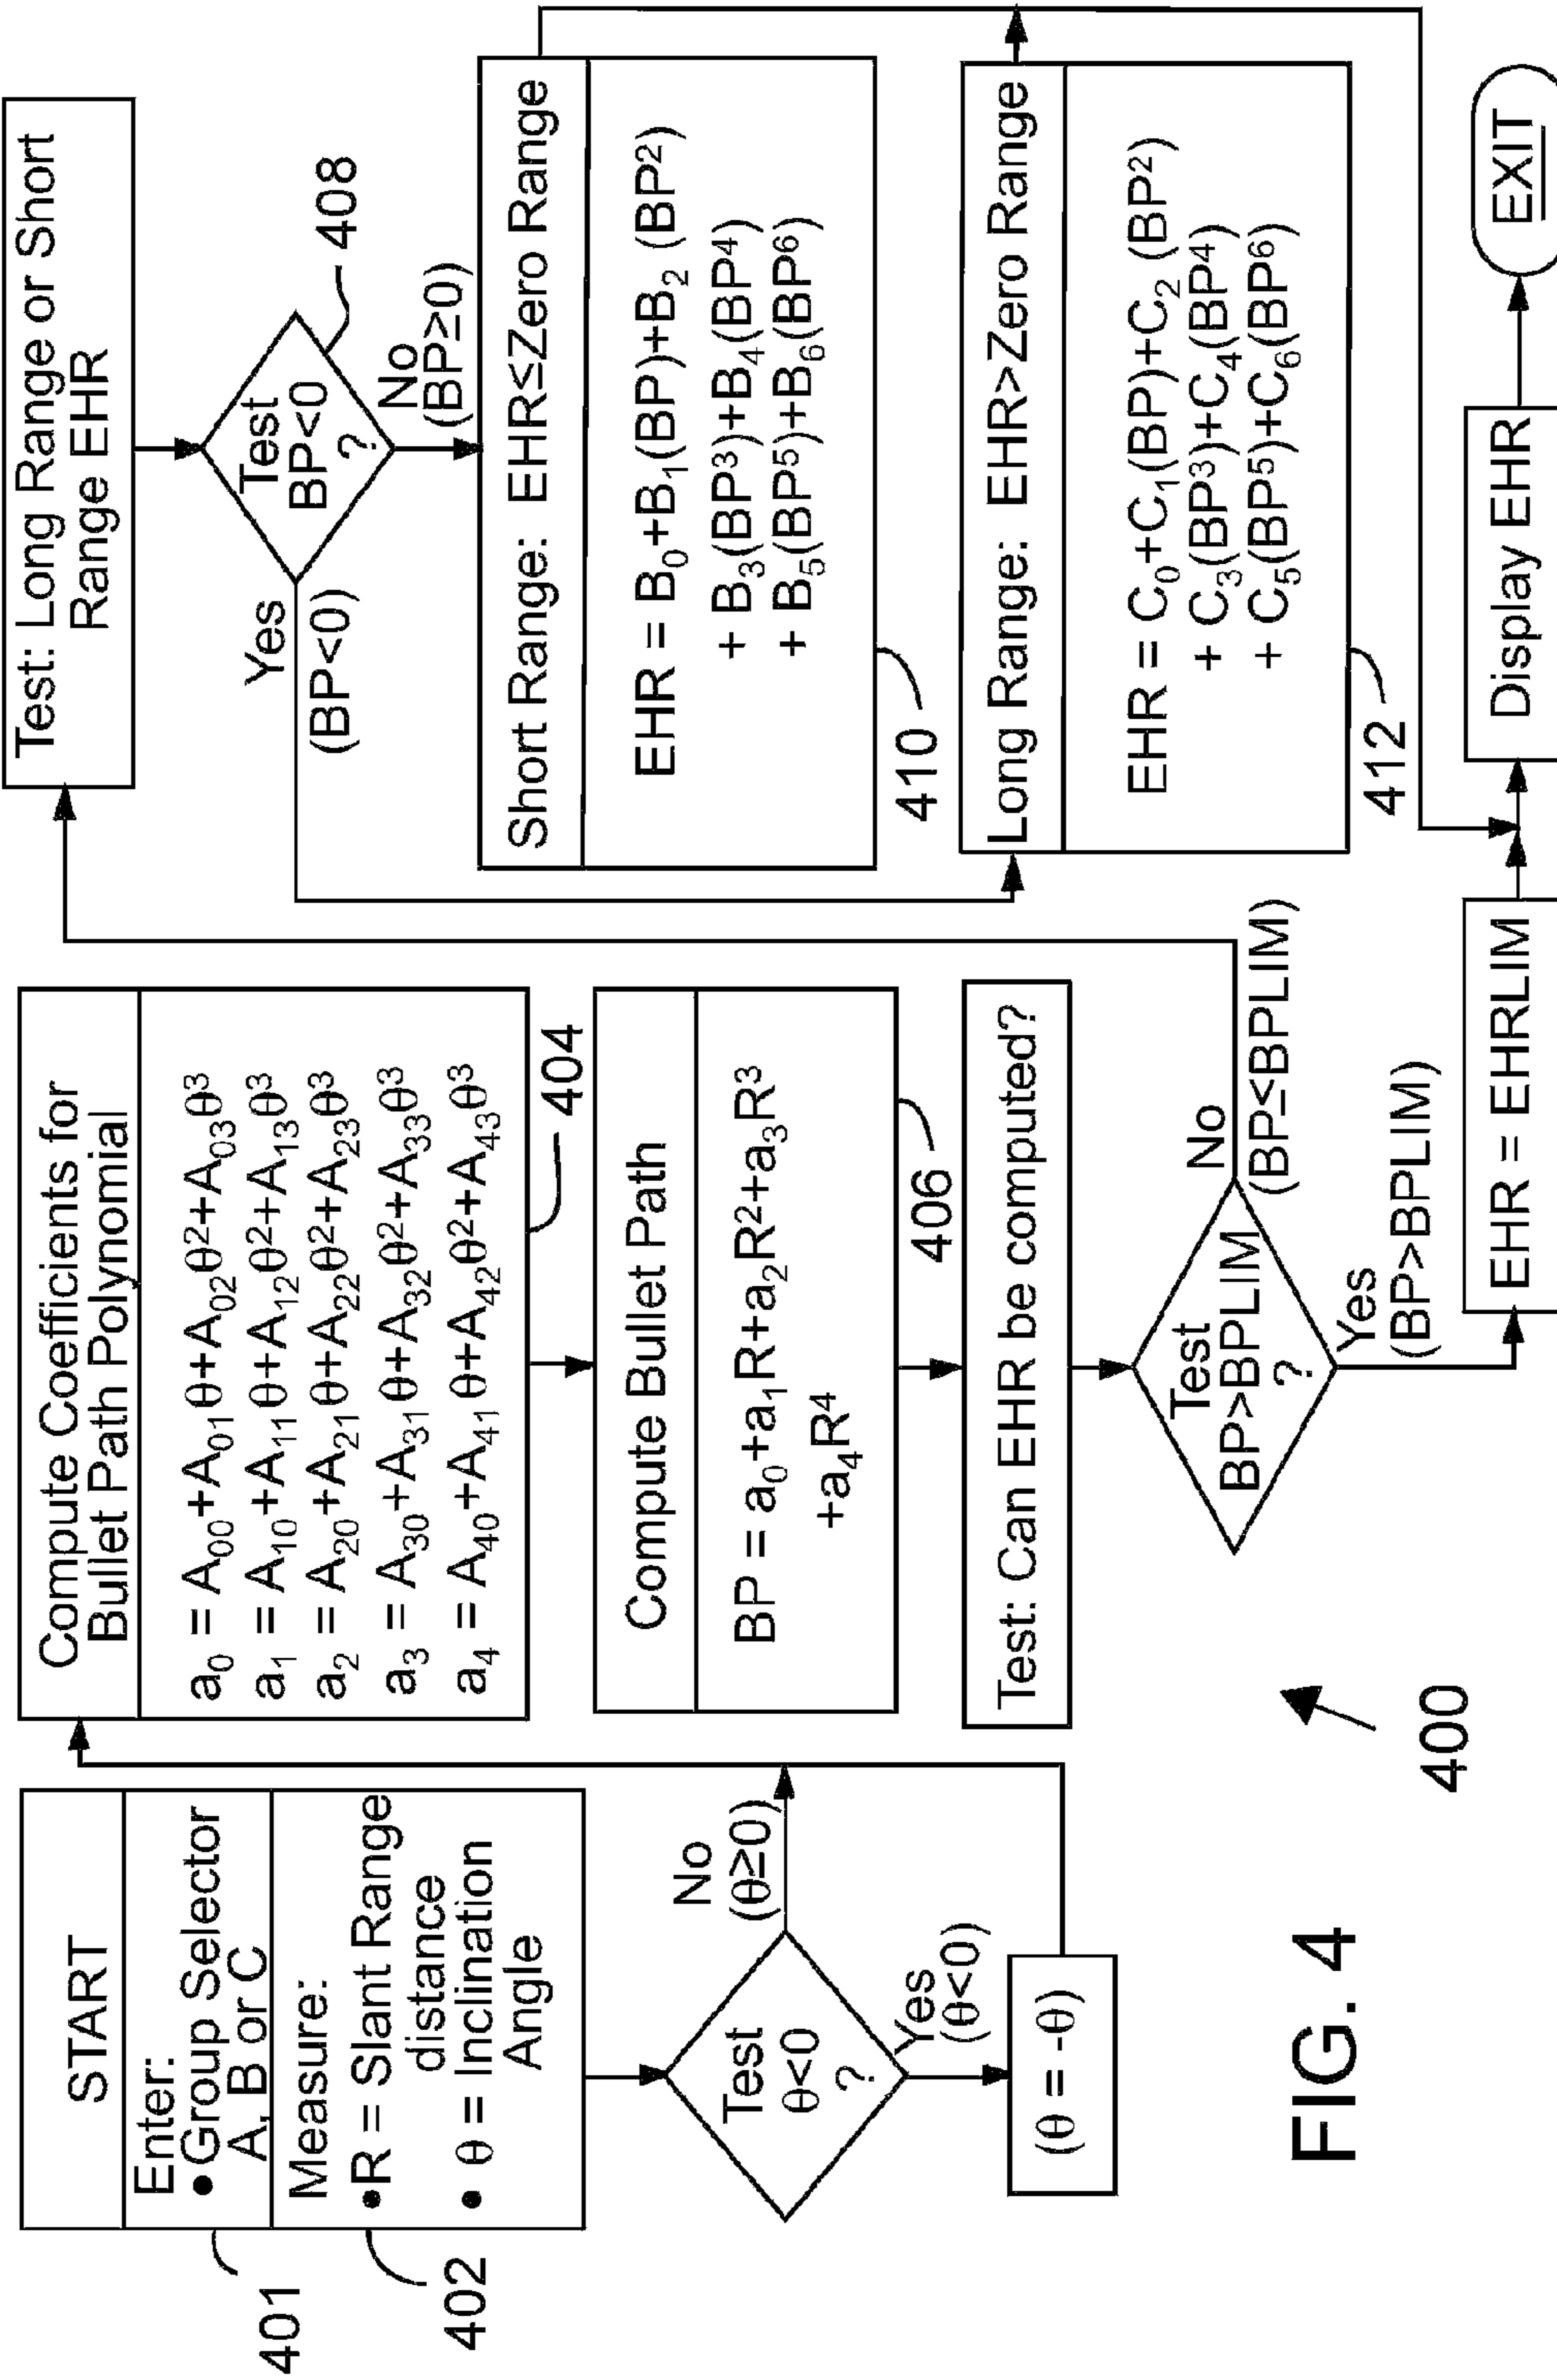 START
Enter:
•Group Selector
A, B or C
Measure:
•R = Slant Range
distance
• θ = Inclination
Angle
401
402
Test
θ<0
?
No
(θ≥0)
Yes
(θ<0)
(θ = -θ)
Compute Coefficients for
Bullet Path Polynomial
a₀ = A₀₀+A₀₁θ+A₀₂θ²+A₀₃θ³
a₁ = A₁₀+A₁₁θ+A₁₂θ²+A₁₃θ³
a₂ = A₂₀+A₂₁θ+A₂₂θ²+A₂₃θ³
a₃ = A₃₀+A₃₁θ+A₃₂θ²+A₃₃θ³
a₄ = A₄₀+A₄₁θ+A₄₂θ²+A₄₃θ³
404
Compute Bullet Path
BP = a₀+a₁R+a₂R²+a₃R³
+a₄R⁴
406
Test: Can EHR be computed?
Test
BP>BPLIM
?
No
(BP≤BPLIM)
Yes
(BP>BPLIM)
EHR = EHRLIM
Test: Long Range or Short
Range EHR
Test
BP<0
?
408
Yes
(BP<0)
No
(BP≥0)
Short Range: EHR≤Zero Range
EHR = B₀+B₁(BP)+B₂ (BP²)
+ B₃(BP³)+B₄(BP⁴)
+ B₅(BP⁵)+B₆(BP⁶)
410
Long Range: EHR>Zero Range
EHR = C₀+C₁(BP)+C₂ (BP²)
+ C₃(BP³)+C₄(BP⁴)
+ C₅(BP⁵)+C₆(BP⁶)
412
Display EHR
EXIT
400
FIG. 4